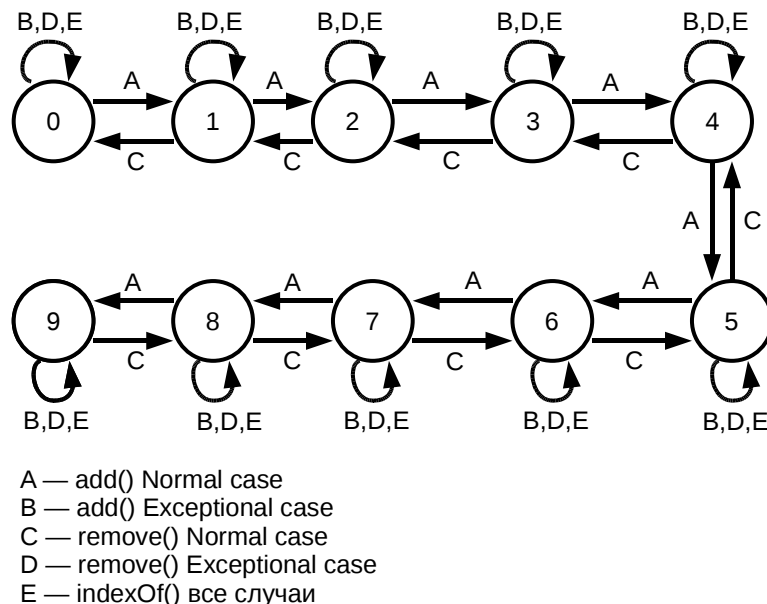 B,D,E B,D,E B,D,E B,D,E B,D,E
A A A A
0 1 2 3 4
C C C C
A C
A A A A
9 8 7 6 5
C C C C
B,D,E B,D,E B,D,E B,D,E B,D,E
A — add() Normal case
B — add() Exceptional case
C — remove() Normal case
D — remove() Exceptional case
E — indexOf() все случаи